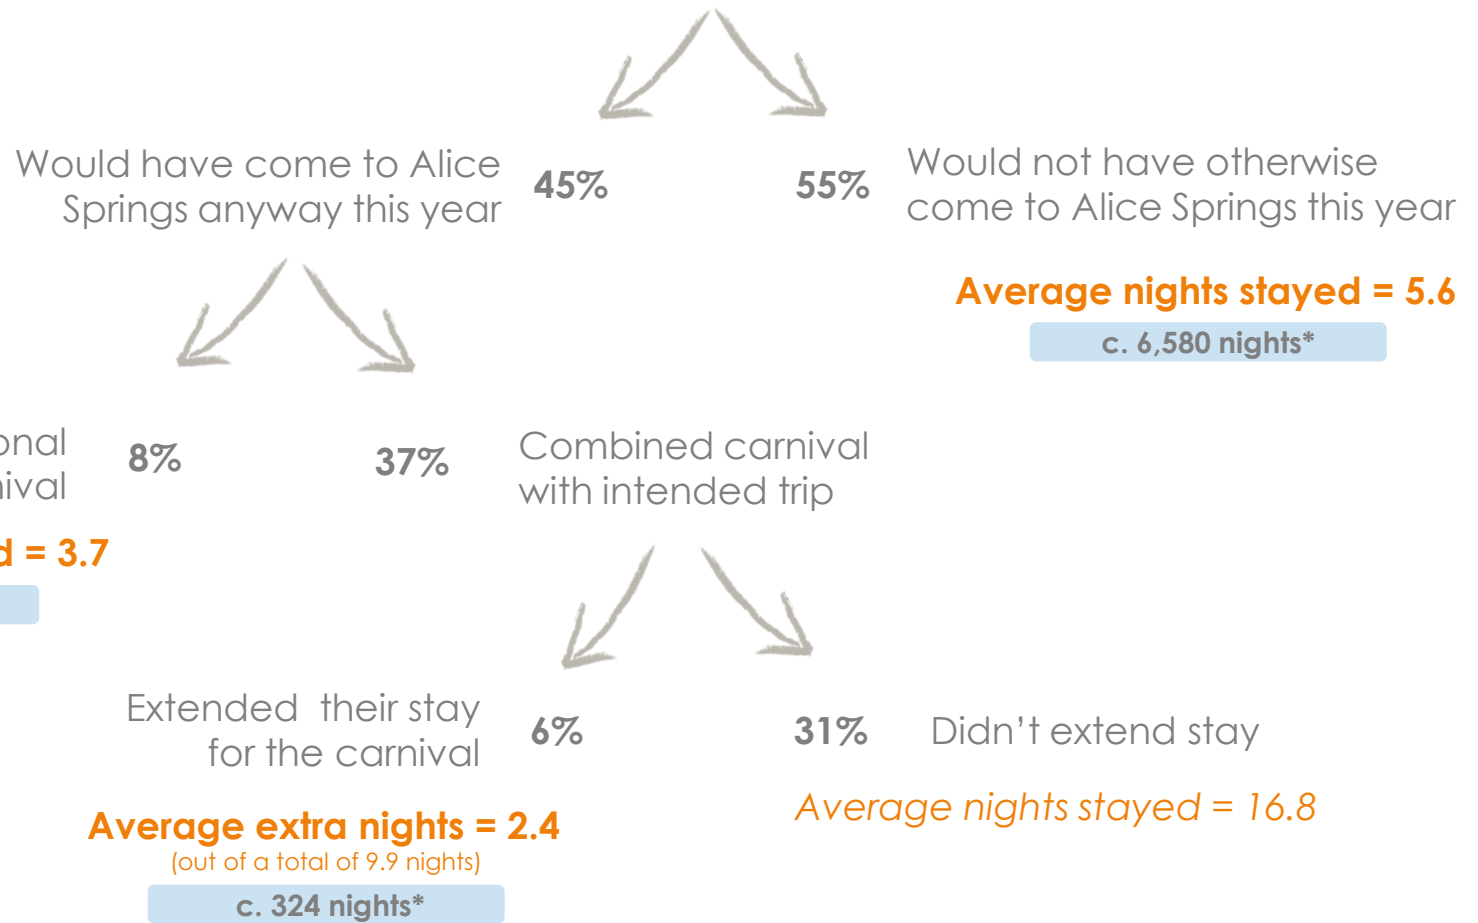 Would have come to Alice
Springs anyway this year
45%
55%
Would not have otherwise
come to Alice Springs this year
Average nights stayed = 5.6
c. 6,580 nights*
8%
37%
Combined carnival
with intended trip
= 3.7
Extended their stay
for the carnival
6%
31%
Didn’t extend stay
Average extra nights = 2.4
(out of a total of 9.9 nights)
c. 324 nights*
Average nights stayed = 16.8